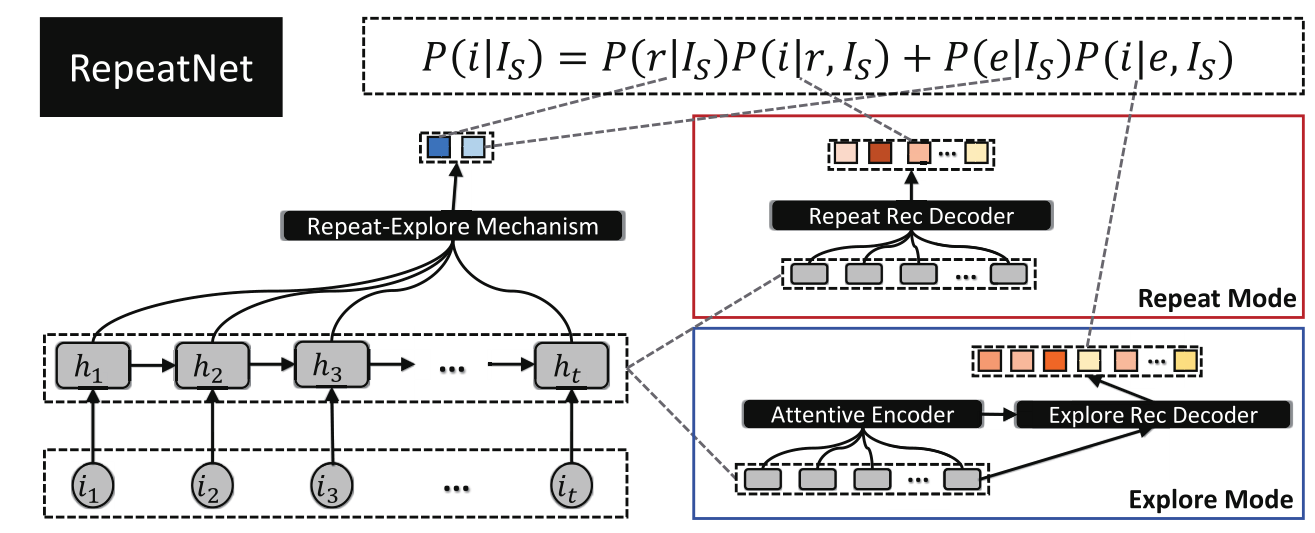 RepeatNet
P(i|I_S) = P(r|I_S)P(i|r, I_S) + P(e|I_S)P(i|e, I_S)
...
Repeat-Explore Mechanism
Repeat Rec Decoder
...
Repeat Mode
h_1 h_2 h_3 ... h_t
...
Attentive Encoder Explore Rec Decoder
...
i_1 i_2 i_3 ... i_t
Explore Mode